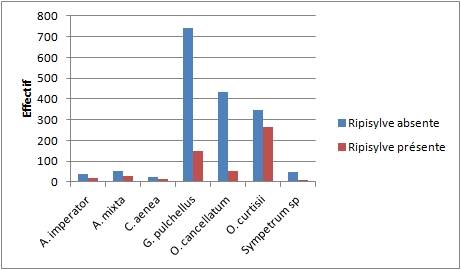 800
700
600
500
400
300
200
100
0
Effectif
A. imperator
A. mixta
C. aenea
G. pulchellus
O. cancellatum
O. curtisii
Sympetrum sp
Ripisylve absente
Ripisylve présente